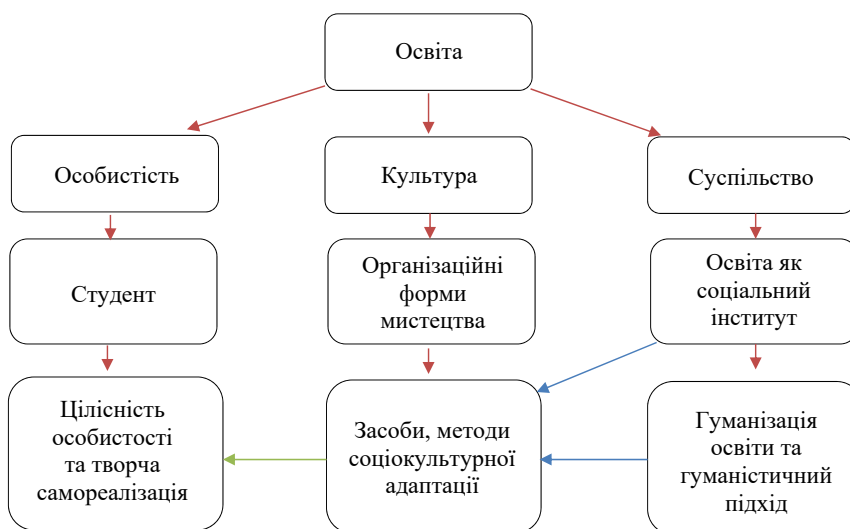 Освіта
Особистість
Культура
Суспільство
Студент
Організаційні
форми
мистецтва
Освіта як
соціальний
інститут
Цілісність
особистості
та творча
самореалізація
Засоби, методи
соціокультурної
адаптації
Гуманізація
освіти та
гуманістичний
підхід